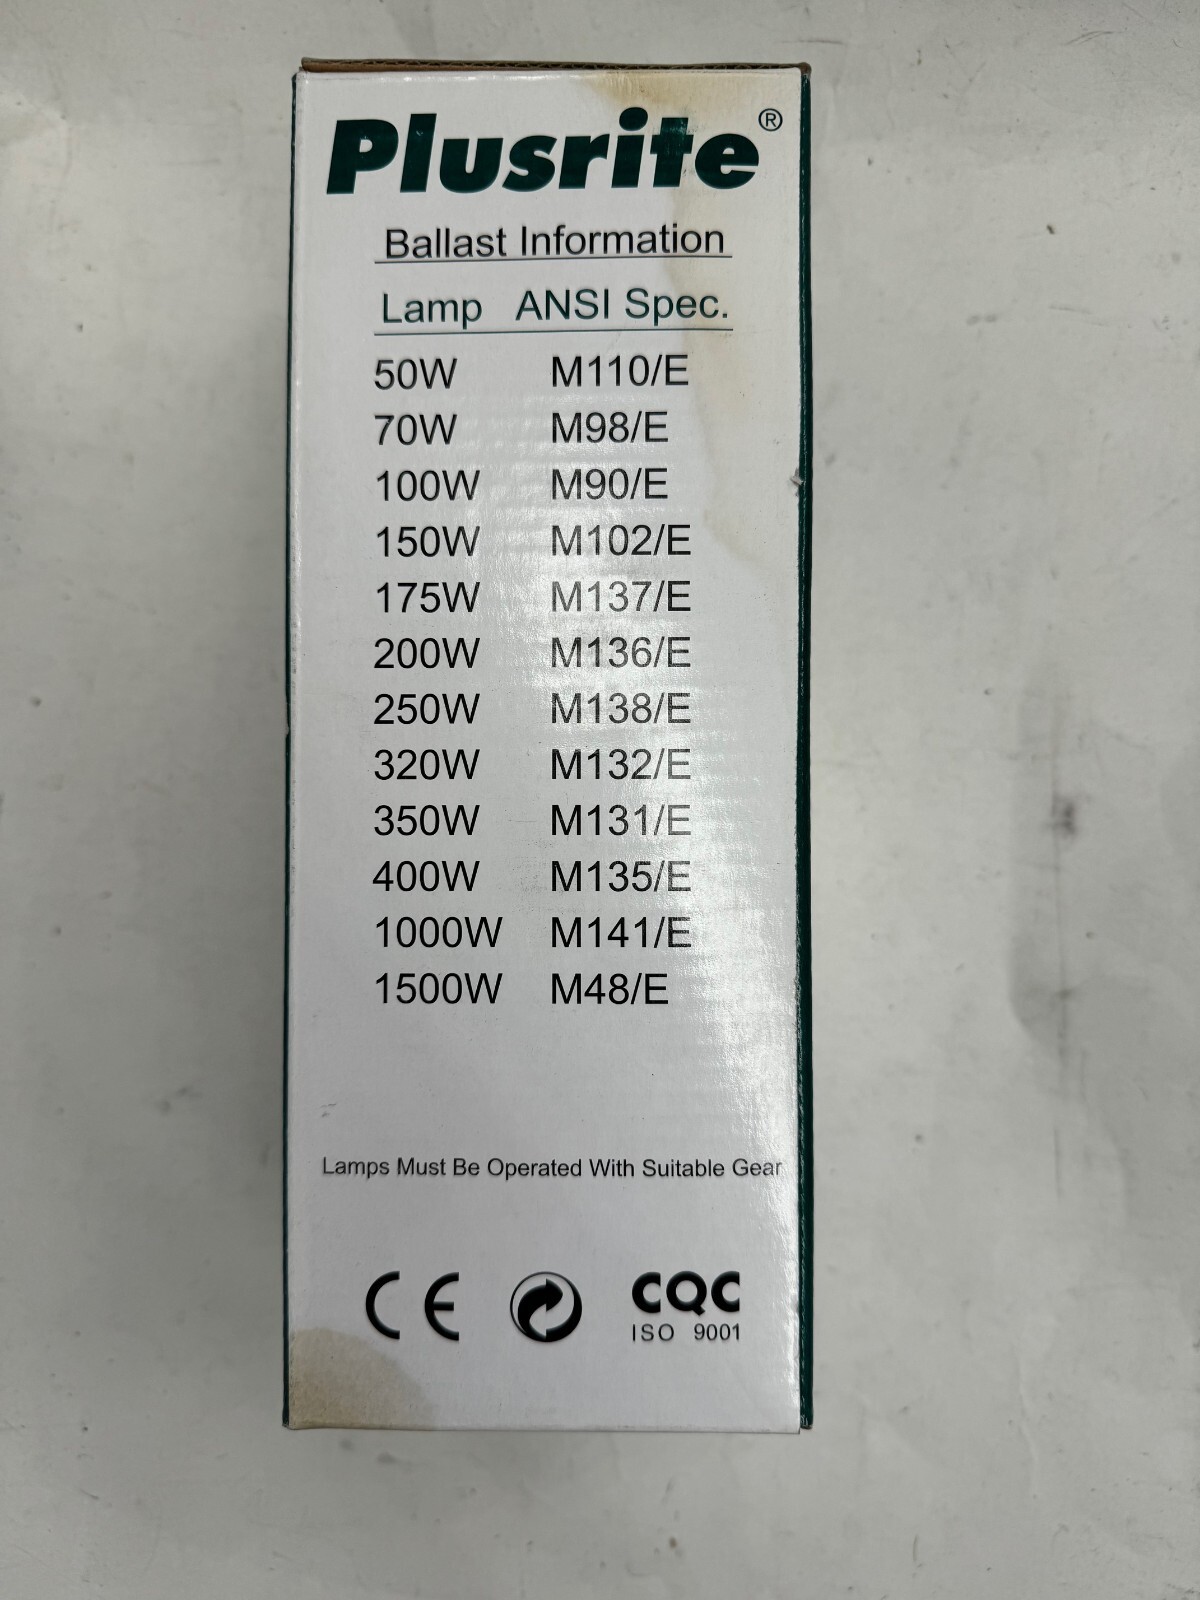 Plusrite®
Ballast Information
Lamp ANSI Spec.
50W M110/E
70W M98/E
100W M90/E
150W M102/E
175W M137/E
200W M136/E
250W M138/E
320W M132/E
350W M131/E
400W M135/E
1000W M141/E
1500W M48/E
Lamps Must Be Operated With Suitable Gear
CE CQC
ISO 9001